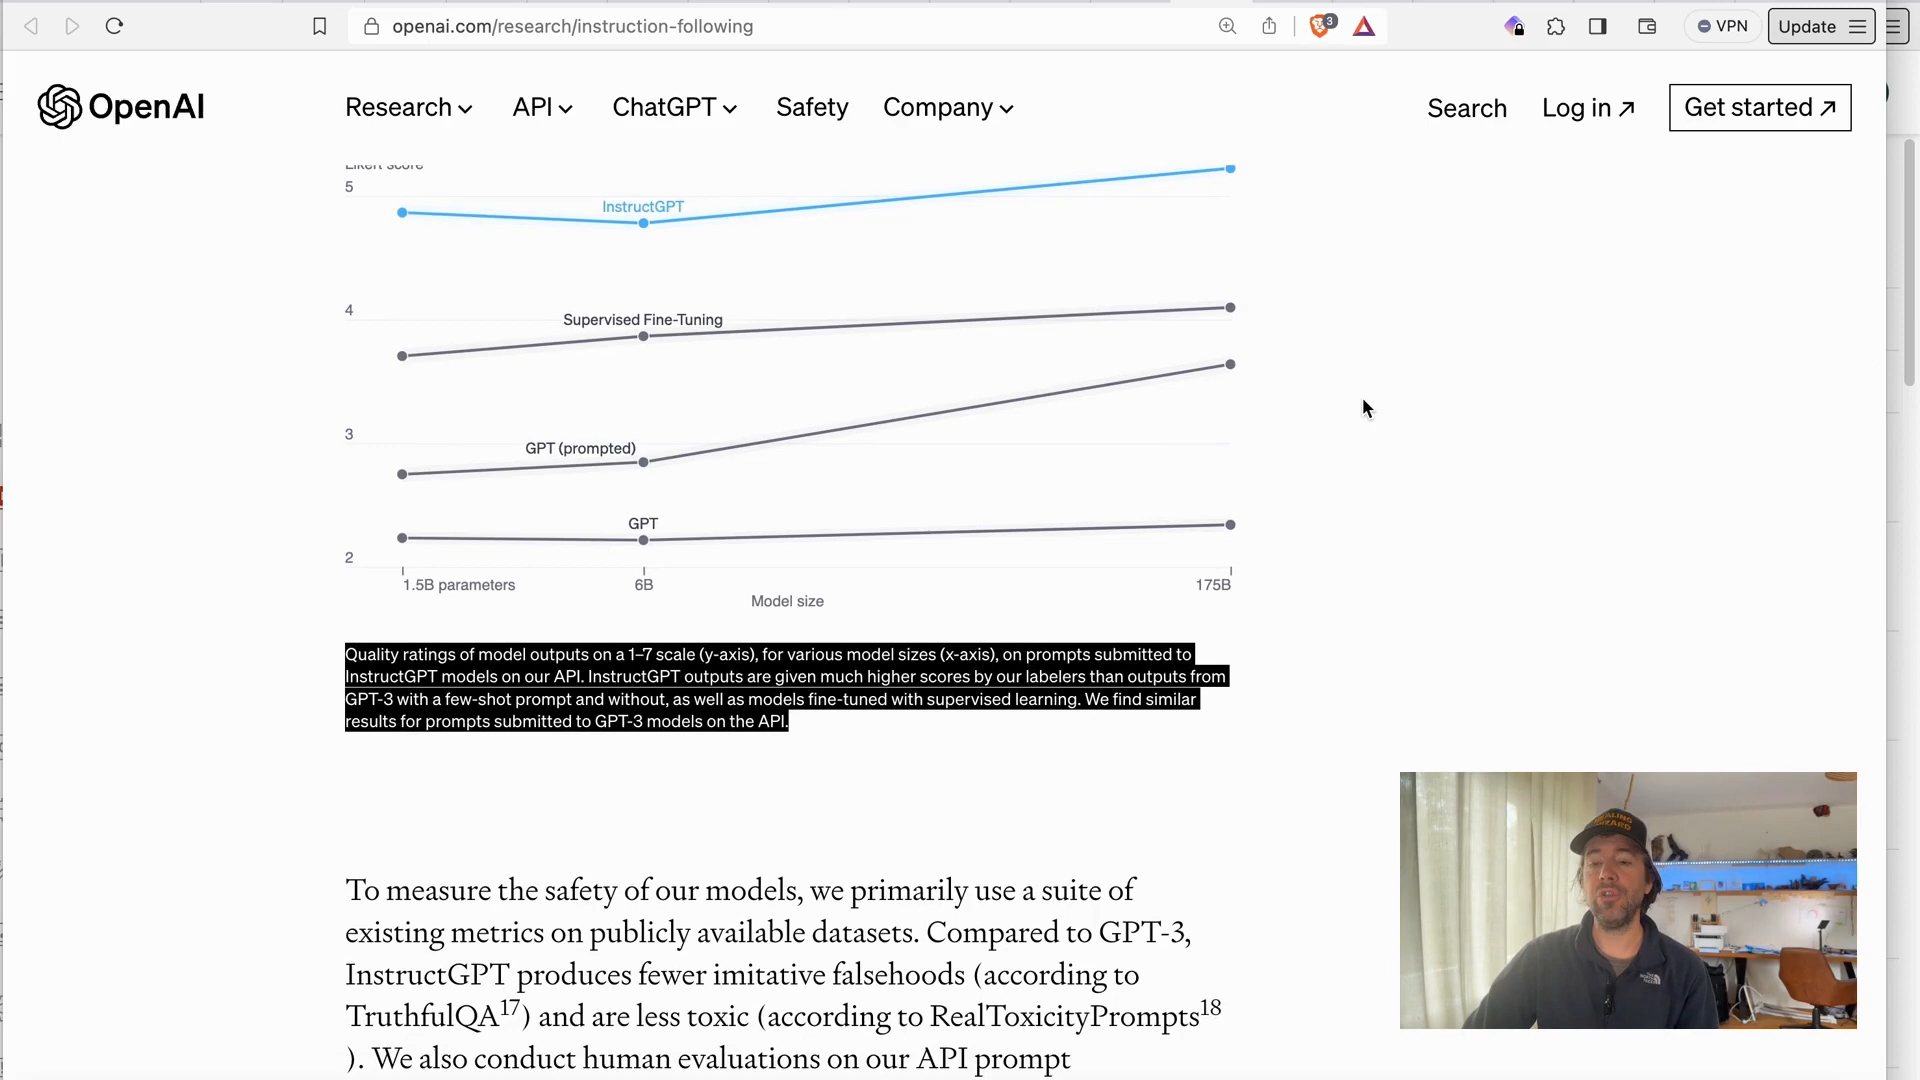 openai.com/research/instruction-following
3
VPN
Update
OpenAI
Research
API
ChatGPT
Safety
Company
Search
Log in ↗
Get started ↗
Likert score
5
InstructGPT
4
Supervised Fine-Tuning
3
GPT (prompted)
GPT
2
1.5B parameters
6B
175B
Model size
Quality ratings of model outputs on a 1–7 scale (y-axis), for various model sizes (x-axis), on prompts submitted to
InstructGPT models on our API. InstructGPT outputs are given much higher scores by our labelers than outputs from
GPT-3 with a few-shot prompt and without, as well as models fine-tuned with supervised learning. We find similar
results for prompts submitted to GPT-3 models on the API.
To measure the safety of our models, we primarily use a suite of
existing metrics on publicly available datasets. Compared to GPT-3,
InstructGPT produces fewer imitative falsehoods (according to
TruthfulQA17) and are less toxic (according to RealToxicityPrompts18
). We also conduct human evaluations on our API prompt